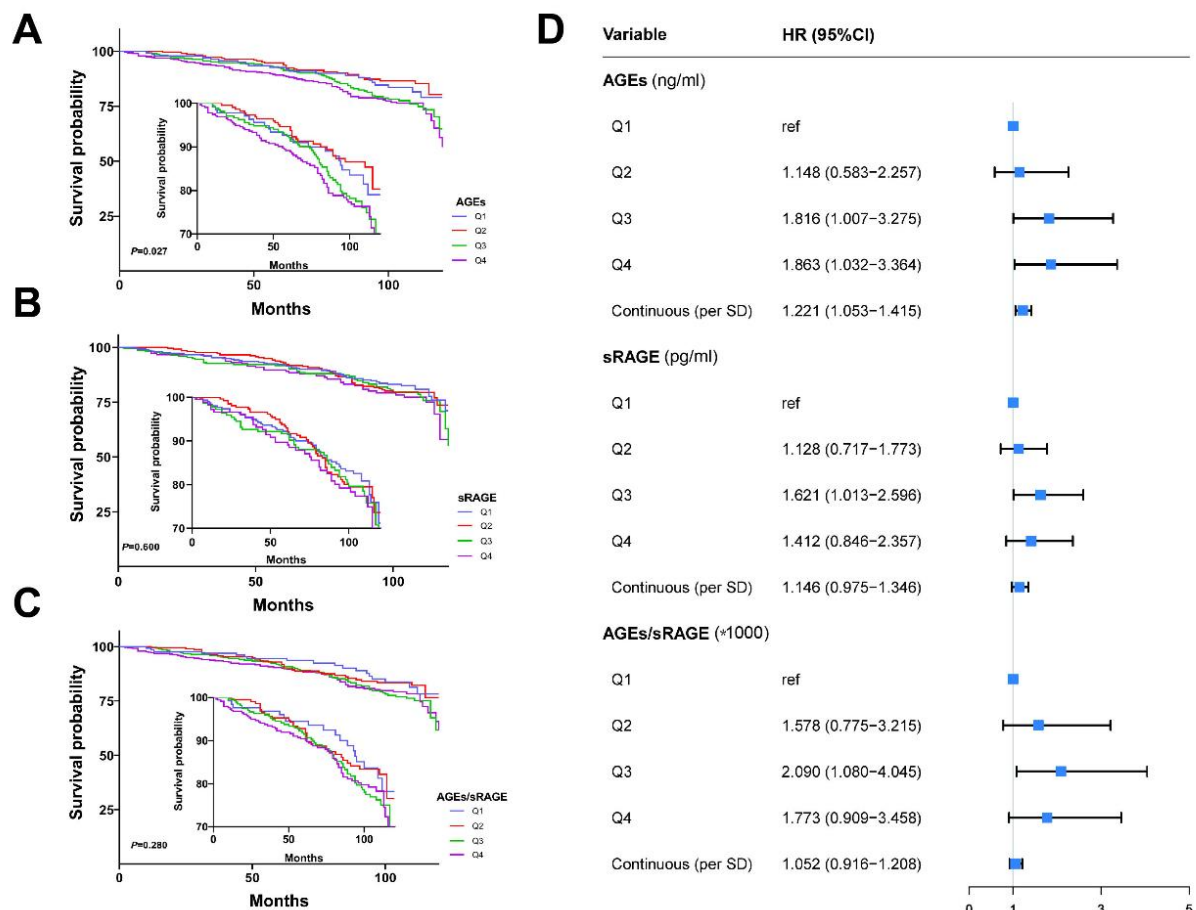 A
Survival probability
100
75
50
25
0
50
100
Months
P=0.027
Survival probability
100
90
80
70
0
50
100
Months
AGEs
Q1
Q2
Q3
Q4
B
Survival probability
100
75
50
25
0
50
100
Months
P=0.600
Survival probability
100
90
80
70
0
50
100
Months
sRAGE
Q1
Q2
Q3
Q4
C
Survival probability
100
75
50
25
0
50
100
Months
P=0.280
Survival probability
100
90
80
70
0
50
100
Months
AGEs/sRAGE
Q1
Q2
Q3
Q4
D
Variable HR (95%CI)
AGEs (ng/ml)
Q1 ref
Q2 1.148 (0.583−2.257)
Q3 1.816 (1.007−3.275)
Q4 1.863 (1.032−3.364)
Continuous (per SD) 1.221 (1.053−1.415)
sRAGE (pg/ml)
Q1 ref
Q2 1.128 (0.717−1.773)
Q3 1.621 (1.013−2.596)
Q4 1.412 (0.846−2.357)
Continuous (per SD) 1.146 (0.975−1.346)
AGEs/sRAGE (*1000)
Q1 ref
Q2 1.578 (0.775−3.215)
Q3 2.090 (1.080−4.045)
Q4 1.773 (0.909−3.458)
Continuous (per SD) 1.052 (0.916−1.208)
0 1 3 5